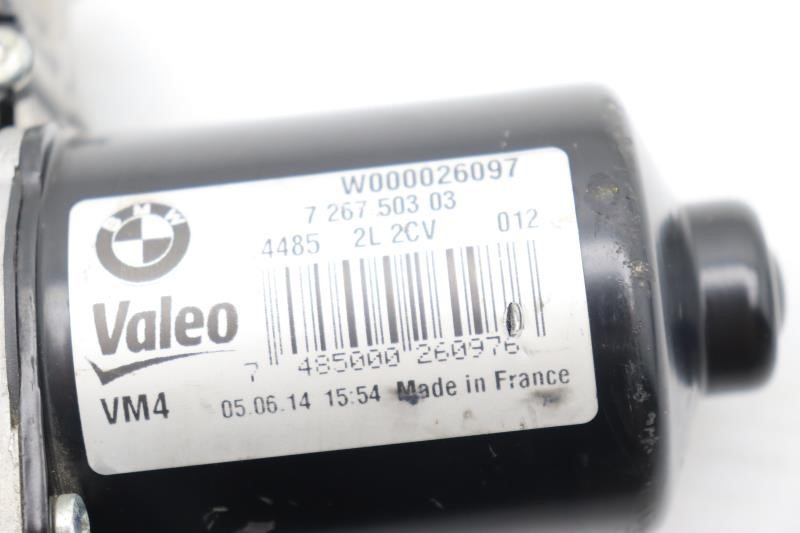 W000026097
7 267 503 03
4485 2L 2CV 012
BMW
Valeo
7 485000 260976
VM4 05.06.14 15:54 Made in France